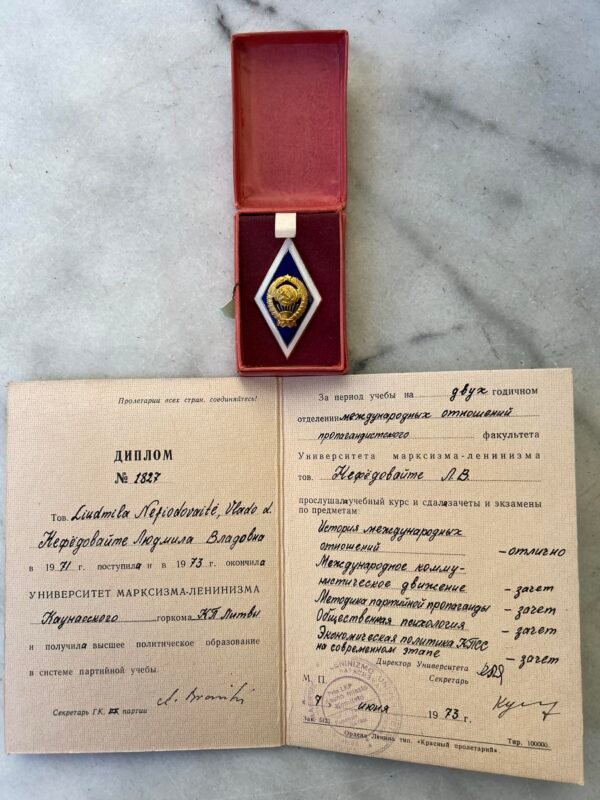 Пролетарии всех стран, соединяйтесь!
ДИПЛОМ
№ 1827
Тов. Liudmila Nefiodovaitė, Vlado d.
Нефёдовайте Людмила Владовна
в 1971 г. поступила и в 1973 г. окончила
УНИВЕРСИТЕТ МАРКСИЗМА-ЛЕНИНИЗМА
Каунасского горкома КП Литвы
и получила высшее политическое образование
в системе партийной учебы.
Секретарь ГК партии
За период учебы на двух годичном
отделении международных отношений
пропагандистского факультета
Университета марксизма-ленинизма
тов. Нефёдовайте Л.В.
прослушала учебный курс и сдала зачеты и экзамены
по предметам:
История международных
отношений – отлично
Международное комму-
нистическое движение – зачет
Методика партийной пропаганды – зачет
Общественная психология – зачет
Экономическая политика КПСС
на современном этапе – зачет
Директор Университета
М. П. Секретарь
7 июня 1973 г.
Ордена Ленина тип. «Красный пролетарий». Тир. 100000.